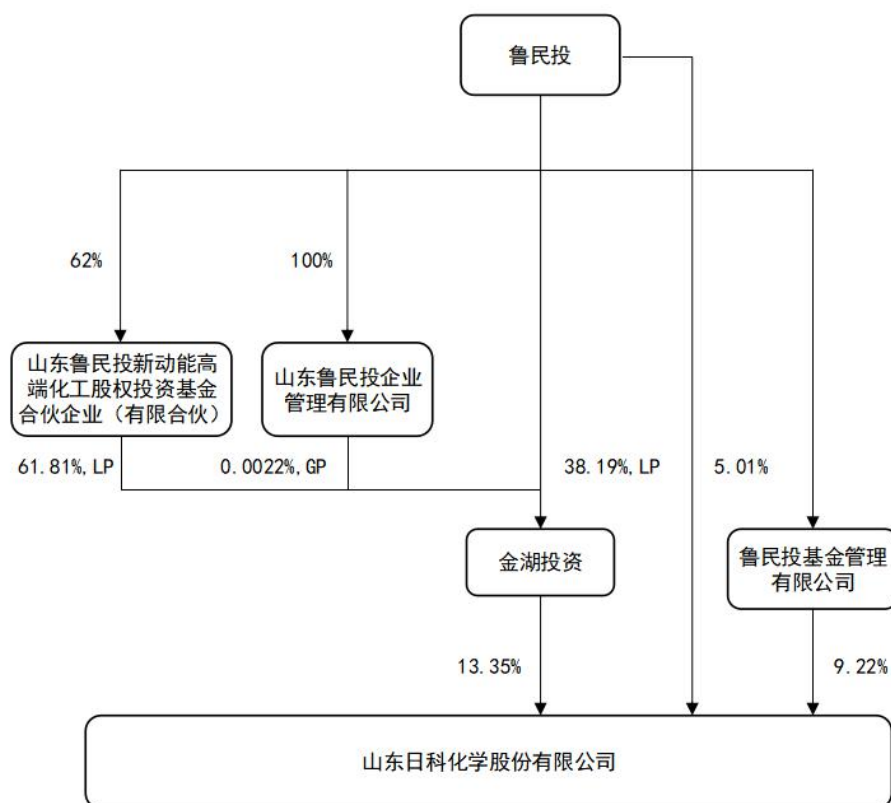 鲁民投
62%
100%
山东鲁民投新动能高
端化工股权投资基金
合伙企业（有限合伙）
山东鲁民投企业
管理有限公司
61.81%,LP
0.0022%,GP
38.19%,LP
5.01%
金湖投资
鲁民投基金管理
有限公司
13.35%
9.22%
山东日科化学股份有限公司